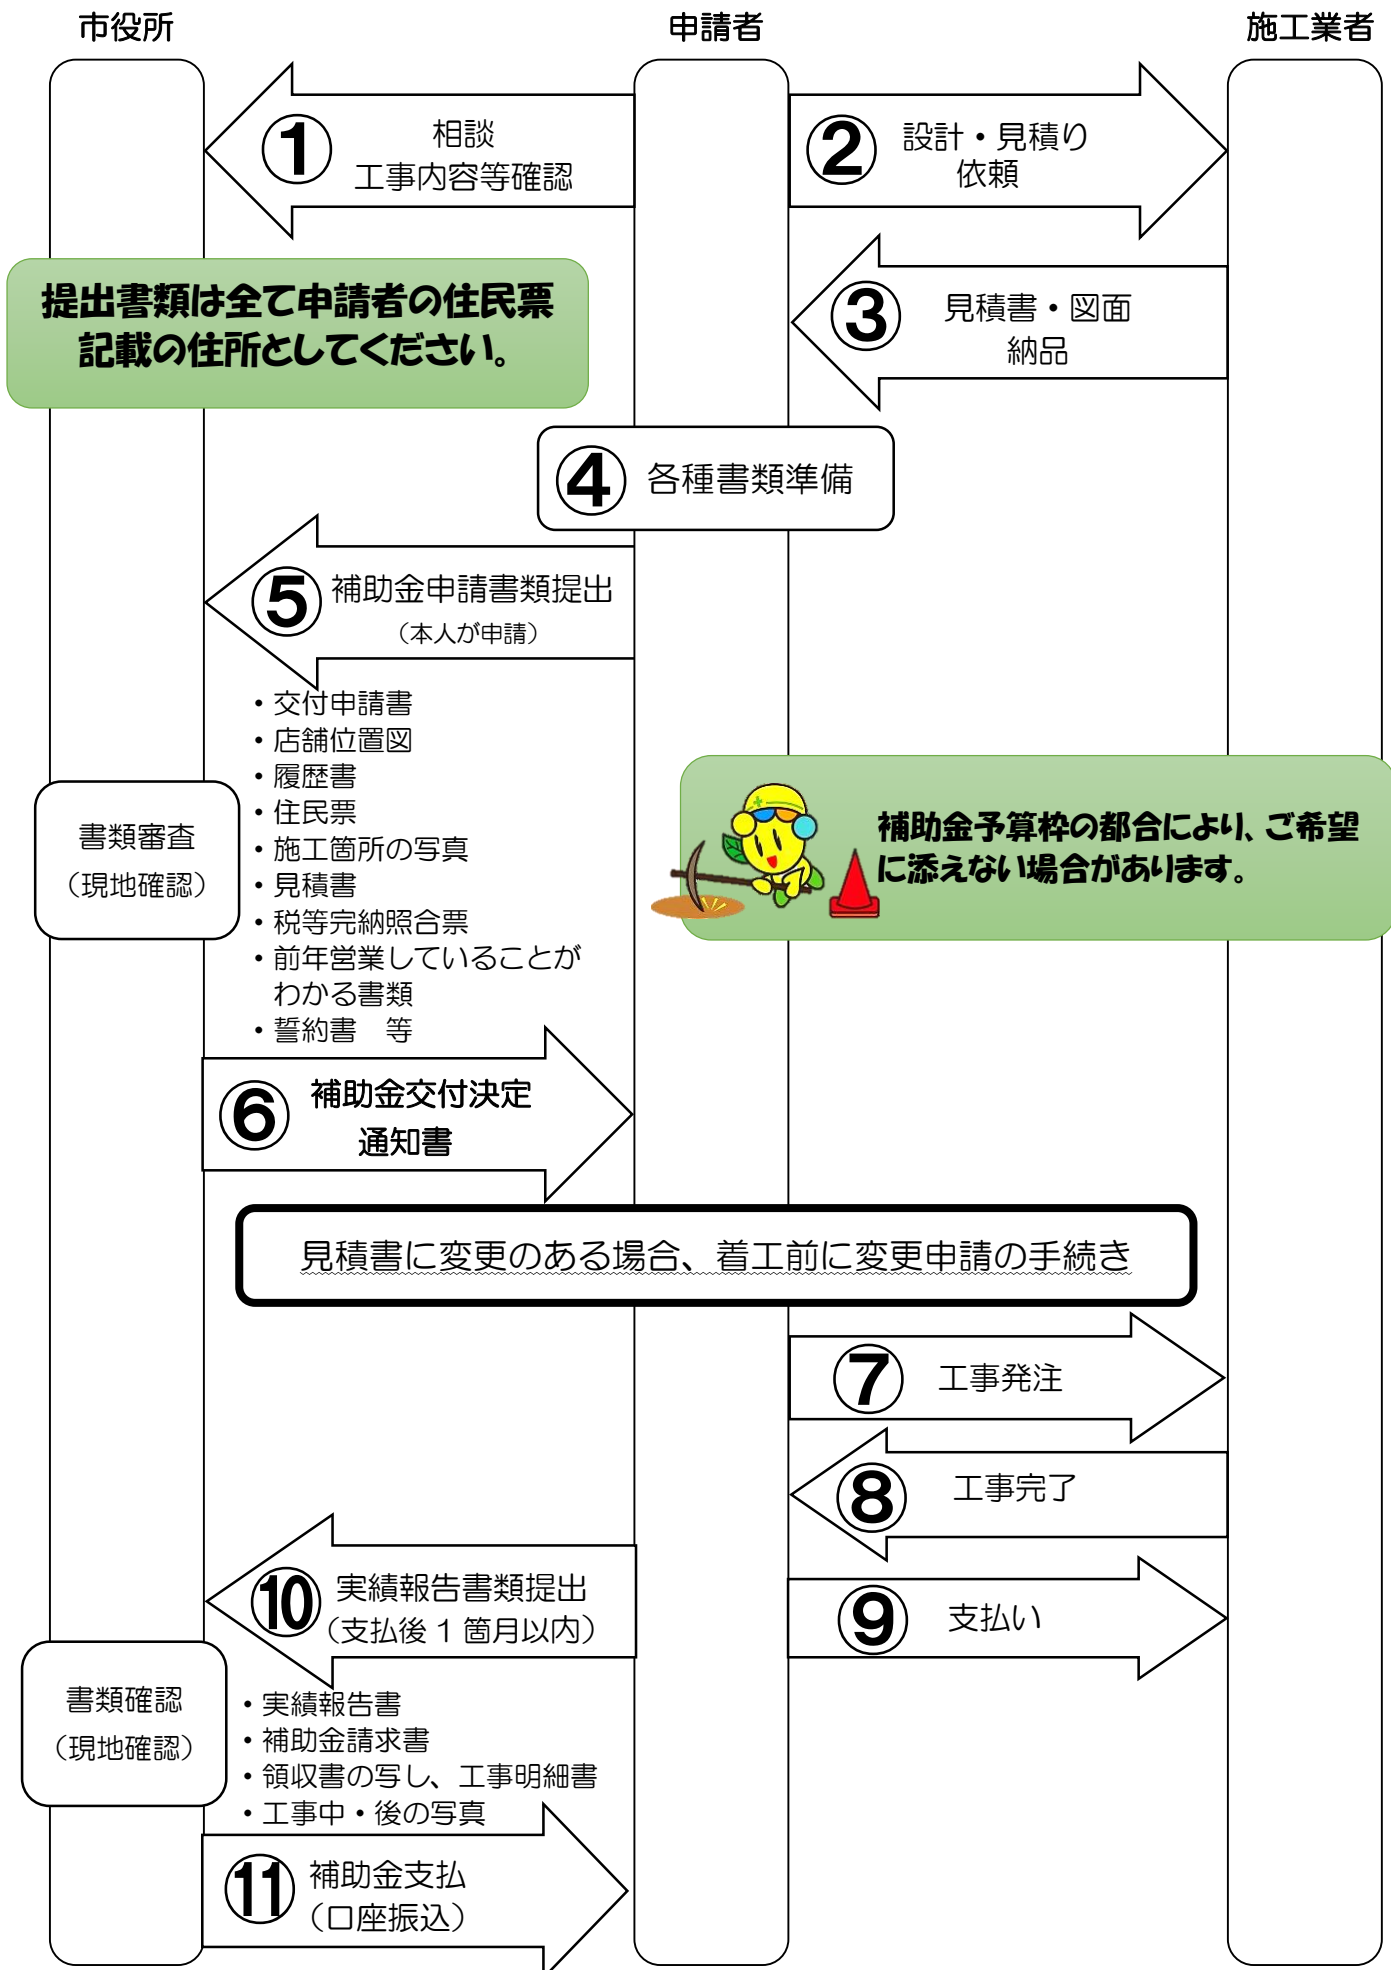 市役所
申請者
施工業者
①
相談
工事内容等確認
②
設計・見積り
依頼
提出書類は全て申請者の住民票
記載の住所としてください。
③
見積書・図面
納品
④ 各種書類準備
⑤
補助金申請書類提出
（本人が申請）
・交付申請書
・店舗位置図
・履歴書
・住民票
・施工箇所の写真
・見積書
・税等完納照合票
・前年営業していることが
わかる書類
・誓約書　等
書類審査
（現地確認）
補助金予算枠の都合により、ご希望
に添えない場合があります。
⑥
補助金交付決定
通知書
見積書に変更のある場合、着工前に変更申請の手続き
⑦ 工事発注
⑧ 工事完了
⑨ 支払い
⑩
実績報告書類提出
（支払後１箇月以内）
書類確認
（現地確認）
・実績報告書
・補助金請求書
・領収書の写し、工事明細書
・工事中・後の写真
⑪
補助金支払
（口座振込）